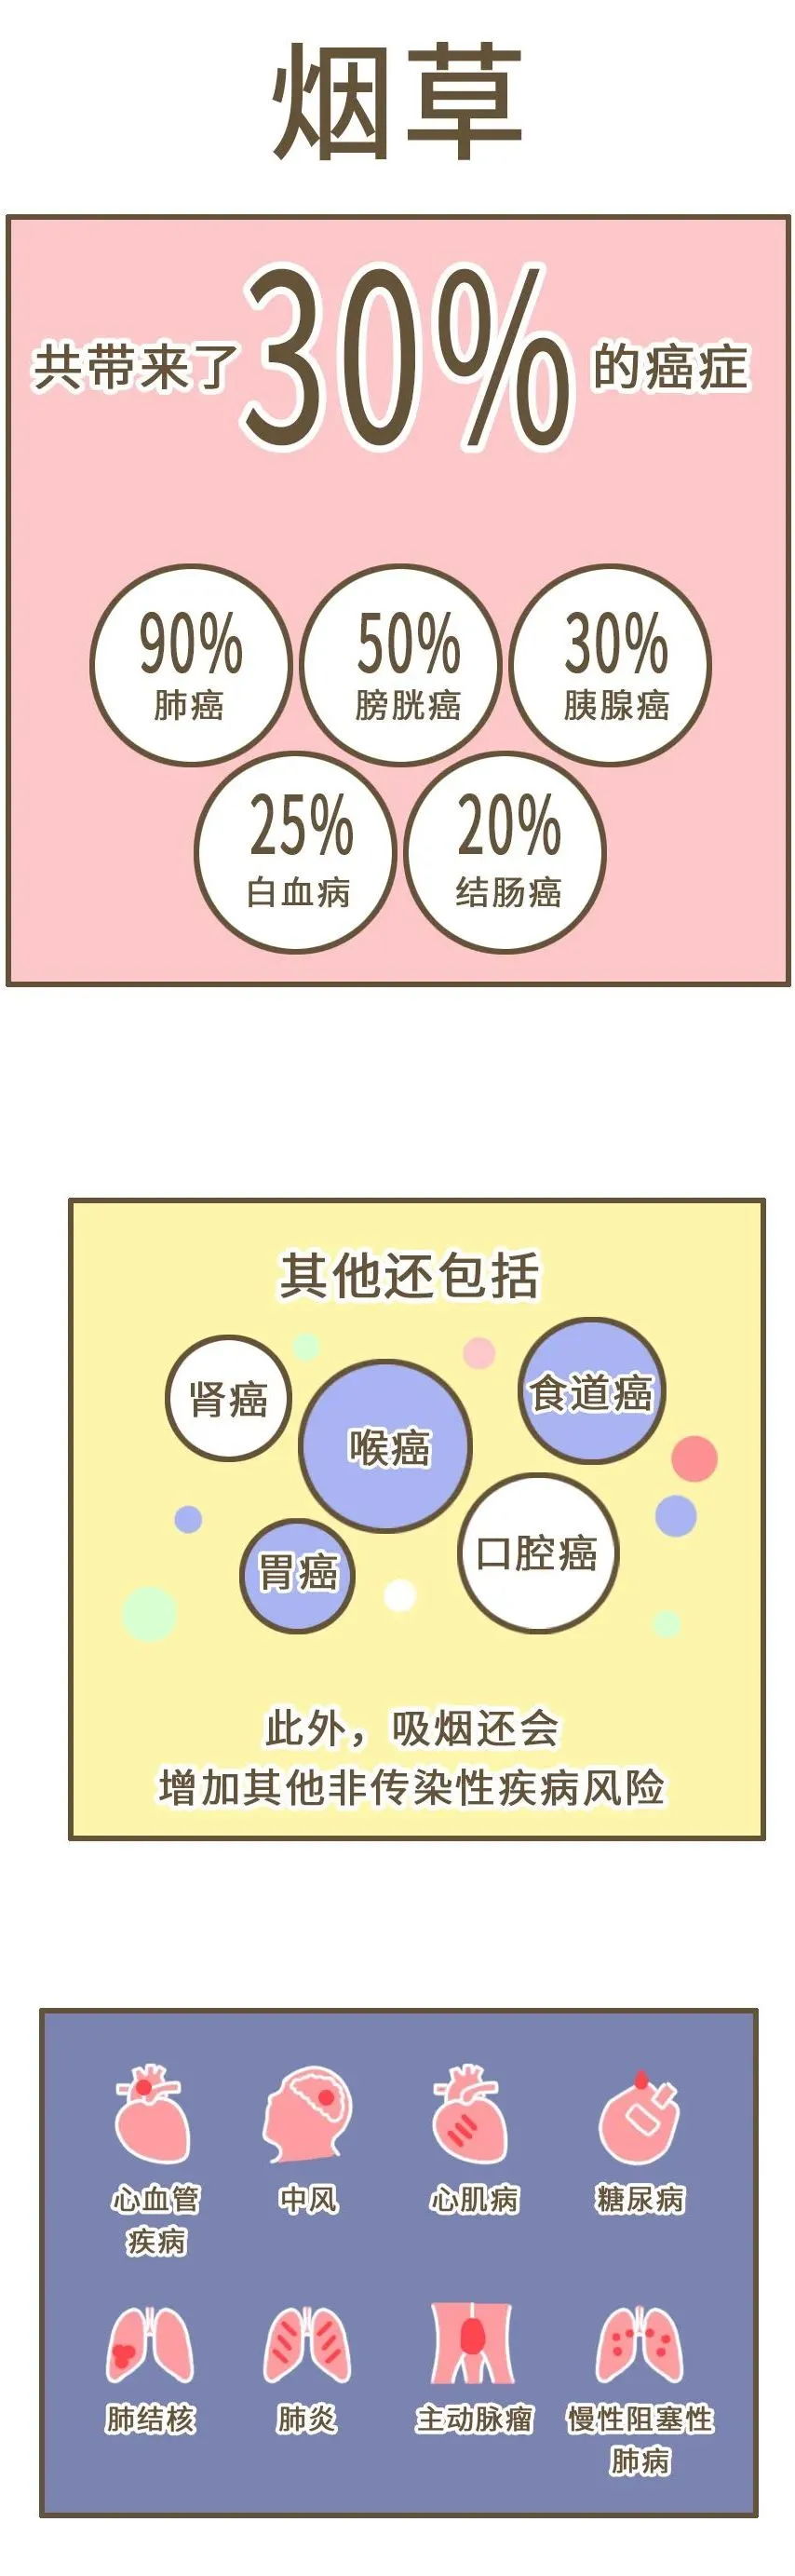 烟草
共带来了30%的癌症
90% 50% 30%
肺癌 膀胱癌 胰腺癌
25% 20%
白血病 结肠癌
其他还包括
肾癌 食道癌
喉癌
胃癌 口腔癌
此外，吸烟还会
增加其他非传染性疾病风险
心血管 中风 心肌病 糖尿病
疾病
肺结核 肺炎 主动脉瘤 慢性阻塞性
肺病